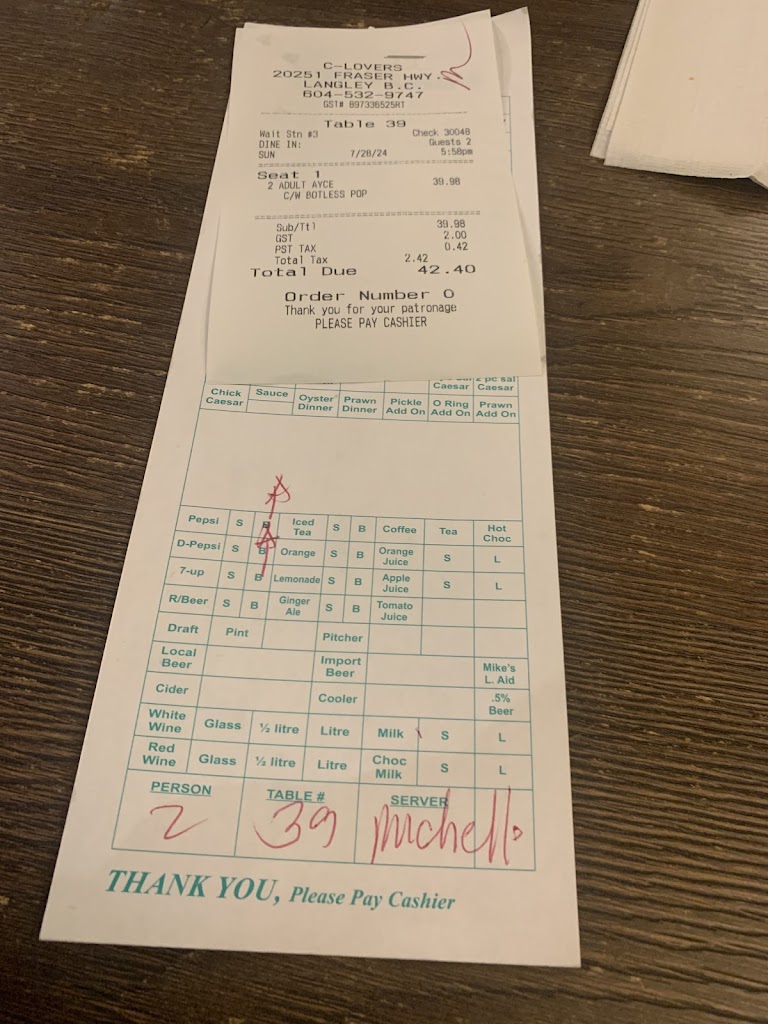 C-LOVERS
20251 FRASER HWY.
LANGLEY B.C.
604-532-9747
GST# 897336525RT
Table 39
Wait Stn #3 Check 30048
DINE IN: Guests 2
SUN 7/28/24 5:58pm
Seat 1
2 ADULT AYCE 39.98
C/W BOTLESS POP
Sub/Ttl 39.98
GST 2.00
PST TAX 0.42
Total Tax 2.42
Total Due 42.40
Order Number 0
Thank you for your patronage
PLEASE PAY CASHIER
Caesar 2 pc sal Caesar
Chick Caesar Sauce Oyster Dinner Prawn Dinner Pickle Add On O Ring Add On Prawn Add On
Pepsi S B Iced Tea S B Coffee Tea Hot Choc
D-Pepsi S B Orange S B Orange Juice S L
7-up S B Lemonade S B Apple Juice S L
R/Beer S B Ginger Ale S B Tomato Juice
Draft Pint Pitcher
Local Beer Import Beer Mike's L. Aid
Cider Cooler .5% Beer
White Wine Glass ½ litre Litre Milk S L
Red Wine Glass ½ litre Litre Choc Milk S L
PERSON TABLE # SERVER
2 39 Michelle
THANK YOU, Please Pay Cashier